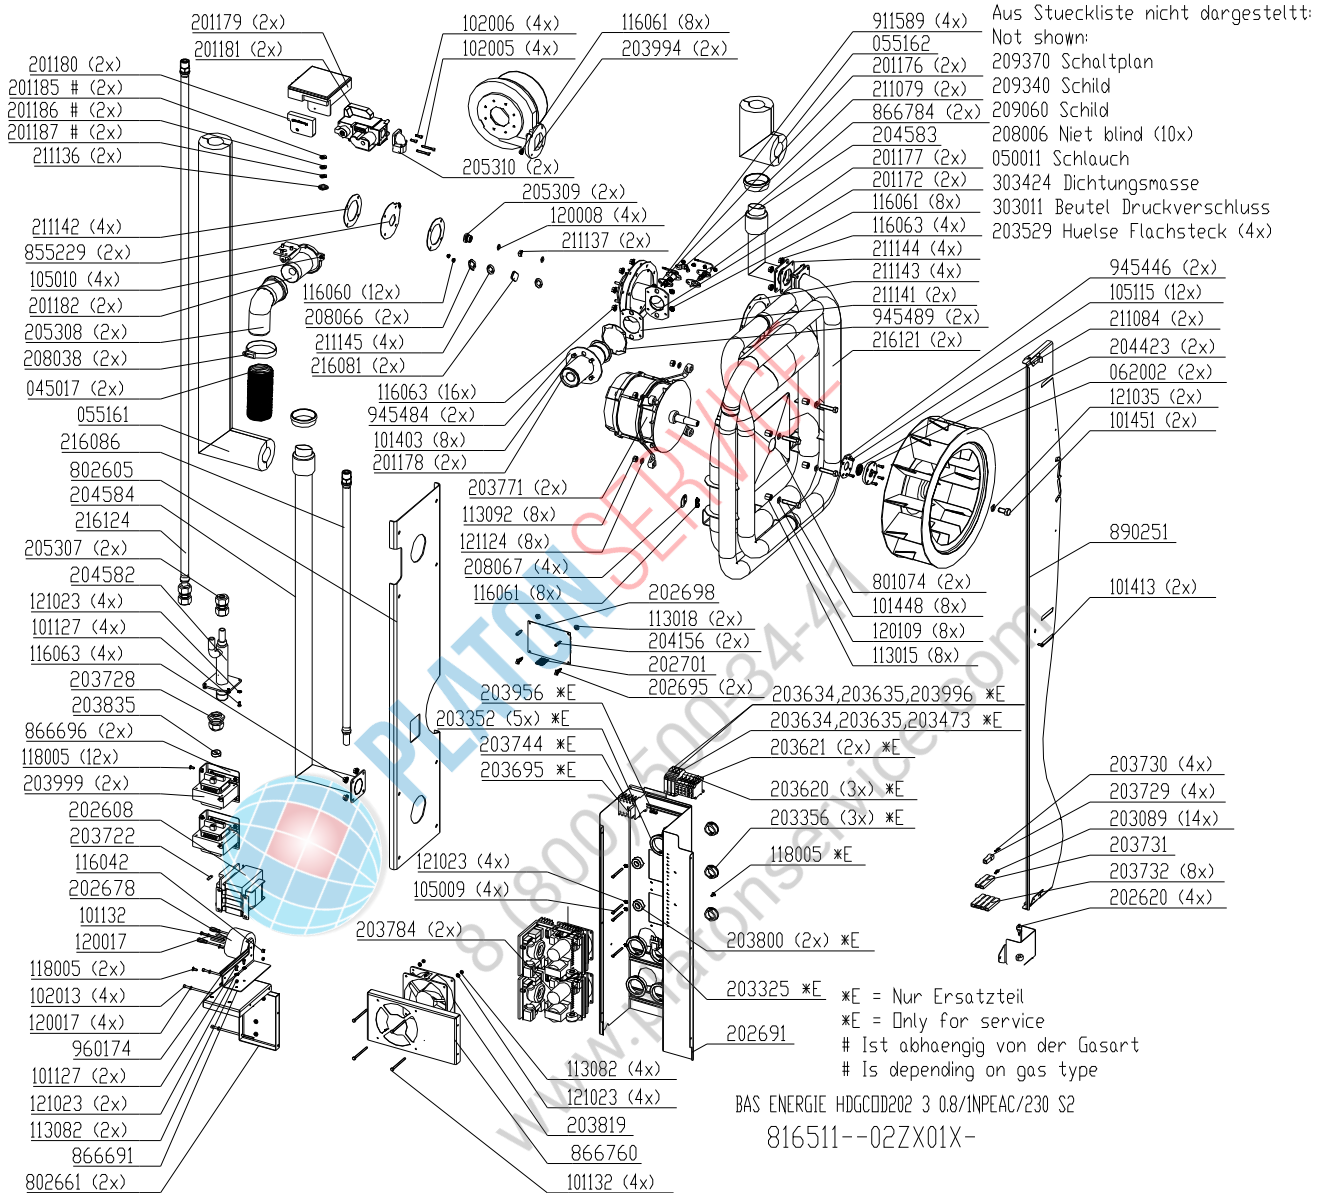 201179 (2x)
201181 (2x)
102006 (4x)
102005 (4x)
116061 (8x)
203994 (2x)
911589 (4x)
055162
201176 (2x)
211079 (2x)
866784 (2x)
204583
201177 (2x)
201172 (2x)
116061 (8x)
116063 (4x)
211144 (4x)
211143 (4x)
211141 (2x)
945489 (2x)
216121 (2x)
Aus Stueckliste nicht dargesteltt:
Not shown:
209370 Schaltplan
209340 Schild
209060 Schild
208006 Niet blind (10x)
050011 Schlauch
303424 Dichtungsmasse
303011 Beutel Druckverschluss
203529 Huelse Flachsteck (4x)
201180 (2x)
201185 # (2x)
201186 # (2x)
201187 # (2x)
211136 (2x)
211142 (4x)
855229 (2x)
105010 (4x)
201182 (2x)
205308 (2x)
208038 (2x)
045017 (2x)
055161
216086
802605
204584
216124
205307 (2x)
204582
121023 (4x)
101127 (4x)
116063 (4x)
203728
203835
866696 (2x)
118005 (12x)
203999 (2x)
202608
203722
116042
202678
101132
120017
118005 (2x)
102013 (4x)
120017 (4x)
960174
101127 (2x)
121023 (2x)
113082 (2x)
866691
802661 (2x)
205310 (2x)
205309 (2x)
120008 (4x)
211137 (2x)
116060 (12x)
208066 (2x)
211145 (4x)
216081 (2x)
116063 (16x)
945484 (2x)
101403 (8x)
201178 (2x)
203771 (2x)
113092 (8x)
121124 (8x)
208067 (4x)
116061 (8x)
202698
113018 (2x)
204156 (2x)
202701
202695 (2x)
203956 *E
203352 (5x) *E
203744 *E
203695 *E
945446 (2x)
105115 (12x)
211084 (2x)
204423 (2x)
062002 (2x)
121035 (2x)
101451 (2x)
890251
101413 (2x)
801074 (2x)
101448 (8x)
120109 (8x)
113015 (8x)
203634,203635,203996 *E
203634,203635,203473 *E
203621 (2x) *E
203620 (3x) *E
203356 (3x) *E
118005 *E
203730 (4x)
203729 (4x)
203089 (14x)
203731
203732 (8x)
202620 (4x)
121023 (4x)
105009 (4x)
203784 (2x)
203800 (2x) *E
203325 *E
202691
113082 (4x)
121023 (4x)
203819
866760
101132 (4x)
*E = Nur Ersatzteil
*E = Only for service
# Ist abhaengig von der Gasart
# Is depending on gas type
BAS ENERGIE HDGCOD202 3 0.8/1NPEAC/230 S2
816511--02ZX01X-
PLATONSERVICE
8 (800) 500-34-41
www.platonservice.com